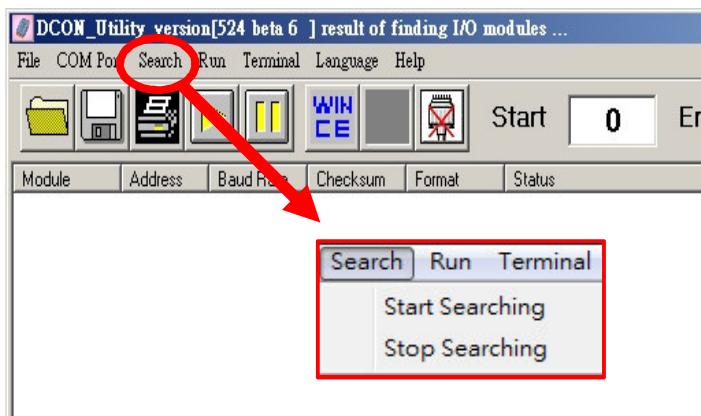 DCON_Utility version[524 beta 6 ] result of finding I/O modules ...
File COM Por Search Run Terminal Language Help
WIN
CE
Start 0 En
Module Address Baud Rate Checksum Format Status
Search Run Terminal
Start Searching
Stop Searching